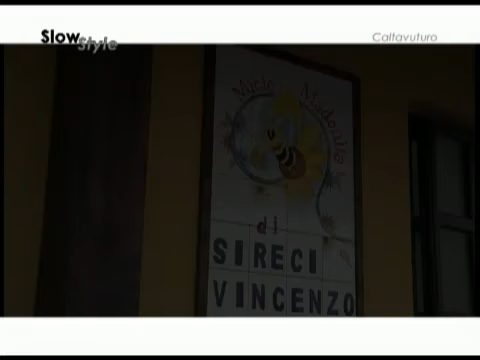 Slow
Style
Caltavuturo
Miele Madonita
di
SIRECI
VINCENZO